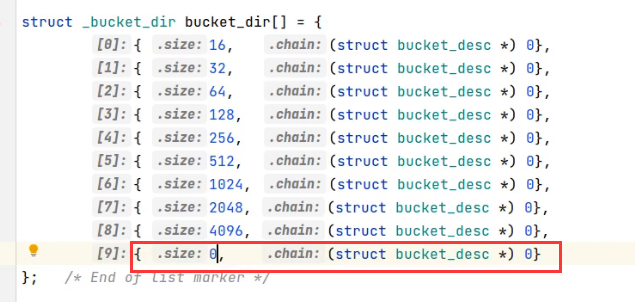 struct _bucket_dir bucket_dir[] = {
[0]: { .size: 16, .chain: (struct bucket_desc *) 0},
[1]: { .size: 32, .chain: (struct bucket_desc *) 0},
[2]: { .size: 64, .chain: (struct bucket_desc *) 0},
[3]: { .size: 128, .chain: (struct bucket_desc *) 0},
[4]: { .size: 256, .chain: (struct bucket_desc *) 0},
[5]: { .size: 512, .chain: (struct bucket_desc *) 0},
[6]: { .size: 1024, .chain: (struct bucket_desc *) 0},
[7]: { .size: 2048, .chain: (struct bucket_desc *) 0},
[8]: { .size: 4096, .chain: (struct bucket_desc *) 0},
[9]: { .size: 0, .chain: (struct bucket_desc *) 0}
}; /* End of list marker */